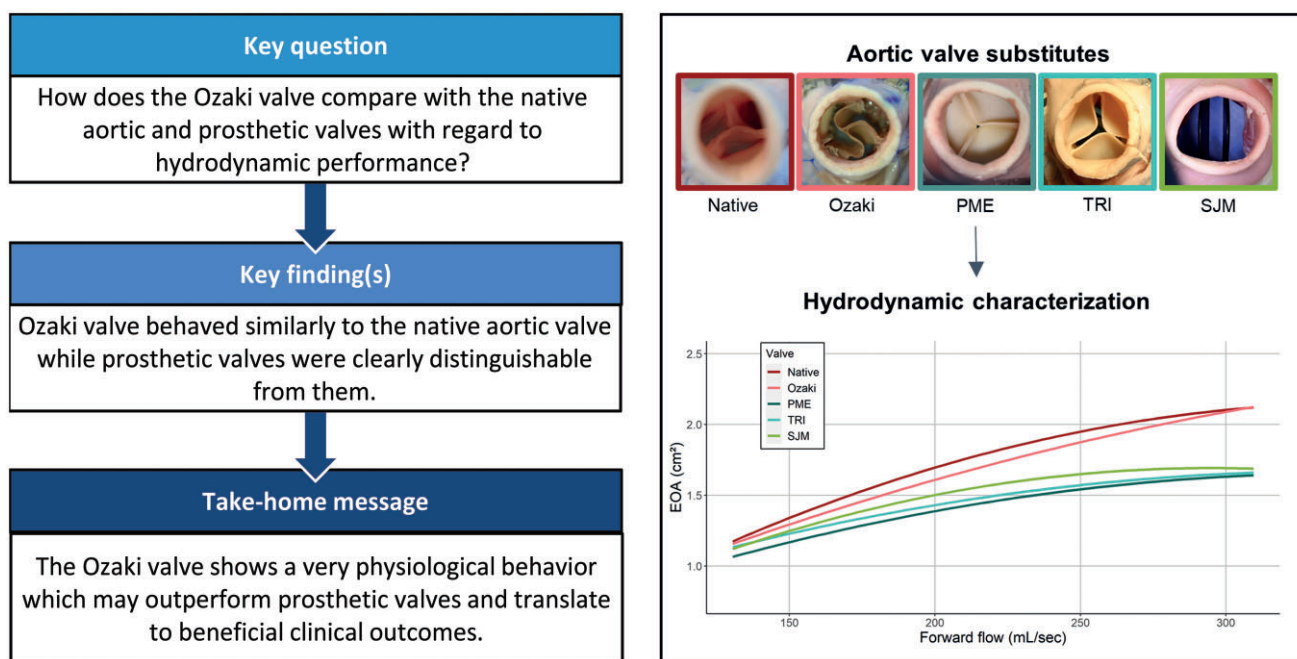 Key question
How does the Ozaki valve compare with the native
aortic and prosthetic valves with regard to
hydrodynamic performance?
Key finding(s)
Ozaki valve behaved similarly to the native aortic valve
while prosthetic valves were clearly distinguishable
from them.
Take-home message
The Ozaki valve shows a very physiological behavior
which may outperform prosthetic valves and translate
to beneficial clinical outcomes.
Aortic valve substitutes
Native Ozaki PME TRI SJM
Hydrodynamic characterization
Valve
Native
Ozaki
PME
TRI
SJM
EOA (cm²)
2.5
2.0
1.5
1.0
150 200 250 300
Forward flow (mL/sec)